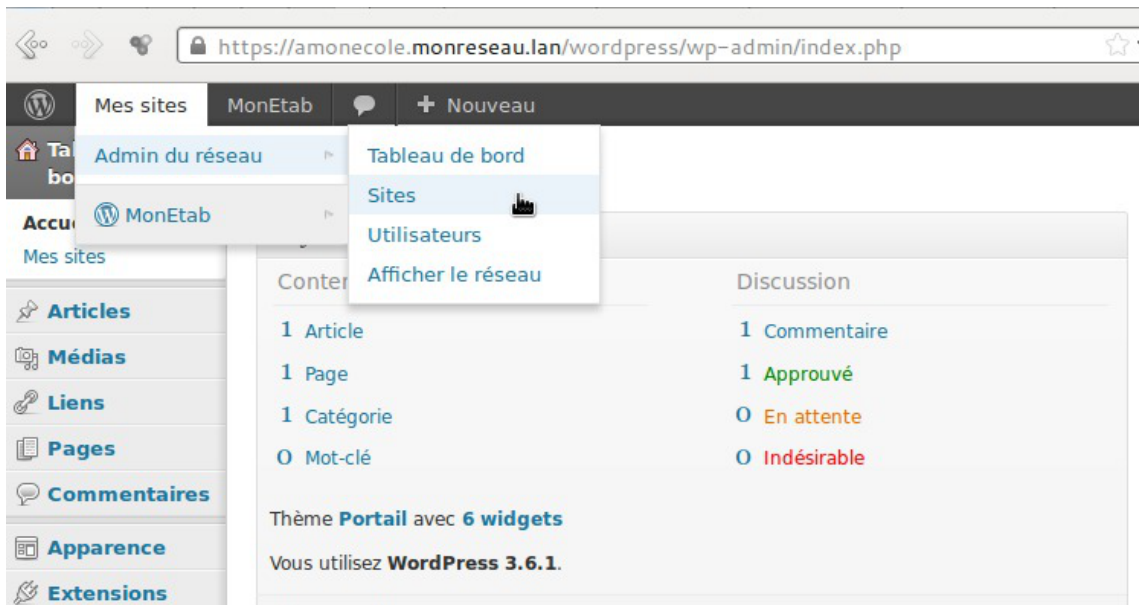 https://amonecole.monreseau.lan/wordpress/wp-admin/index.php
Mes sites MonEtab + Nouveau
Admin du réseau
MonEtab
Tableau de bord
Sites
Utilisateurs
Afficher le réseau
Mes sites
Articles
Médias
Liens
Pages
Commentaires
Apparence
Extensions
Discussion
1 Article
1 Page
1 Catégorie
0 Mot-clé
1 Commentaire
1 Approuvé
0 En attente
0 Indésirable
Thème Portail avec 6 widgets
Vous utilisez WordPress 3.6.1.